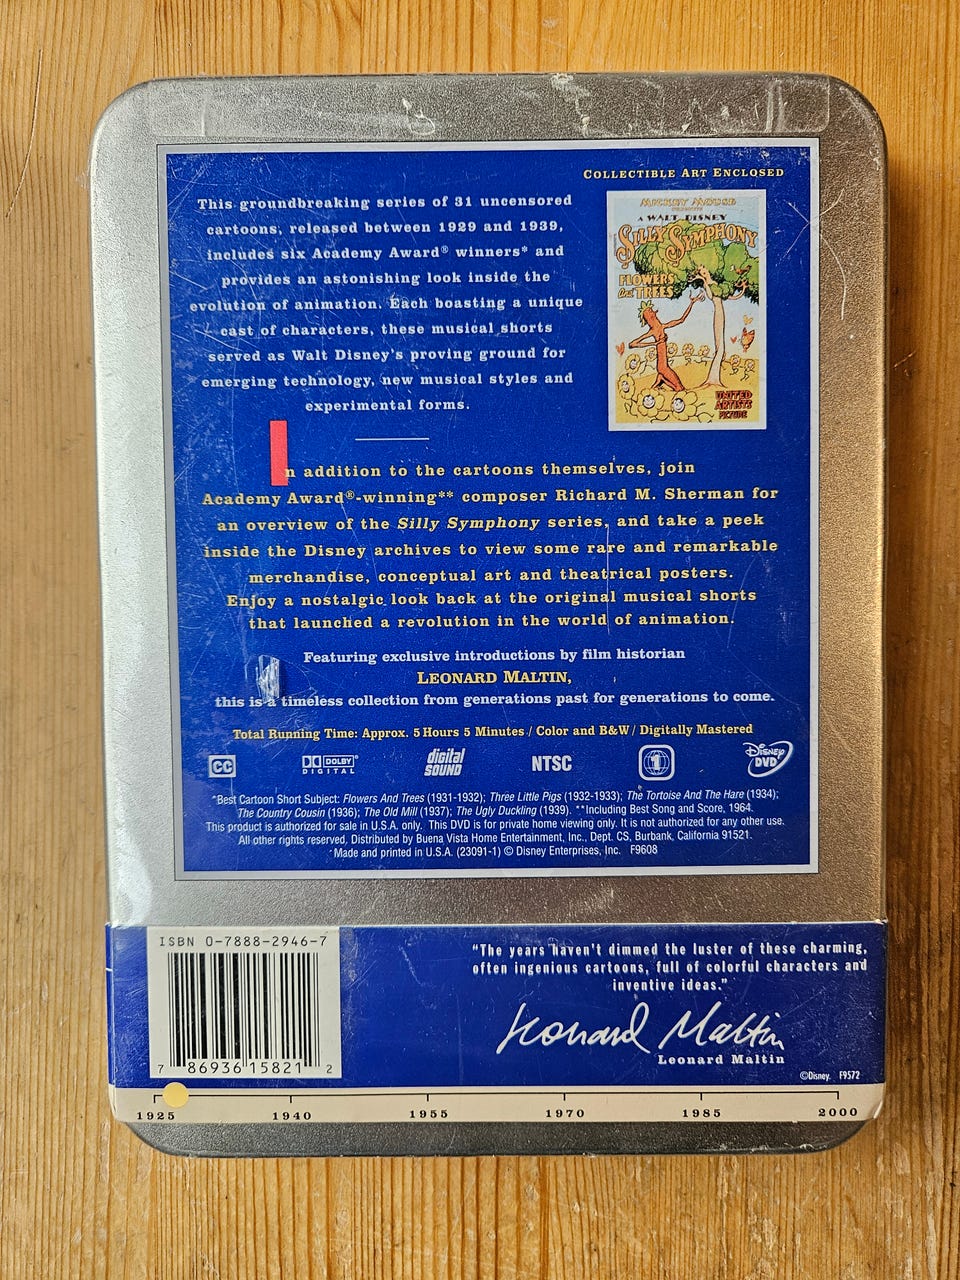 COLLECTIBLE ART ENCLOSED
This groundbreaking series of 31 uncensored
cartoons, released between 1929 and 1939,
includes six Academy Award® winners* and
provides an astonishing look inside the
evolution of animation. Each boasting a unique
cast of characters, these musical shorts
served as Walt Disney's proving ground for
emerging technology, new musical styles and
experimental forms.
MICKEY MOUSE
A WALT DISNEY
SILLY SYMPHONY
FLOWERS
and TREES
UNITED
ARTISTS
PICTURE
n addition to the cartoons themselves, join
Academy Award®-winning** composer Richard M. Sherman for
an overview of the Silly Symphony series, and take a peek
inside the Disney archives to view some rare and remarkable
merchandise, conceptual art and theatrical posters.
Enjoy a nostalgic look back at the original musical shorts
that launched a revolution in the world of animation.
Featuring exclusive introductions by film historian
LEONARD MALTIN,
this is a timeless collection from generations past for generations to come.
Total Running Time: Approx. 5 Hours 5 Minutes / Color and B&W / Digitally Mastered
CC DOLBY DIGITAL digital SOUND NTSC 1 Disney DVD
*Best Cartoon Short Subject: Flowers And Trees (1931-1932); Three Little Pigs (1932-1933); The Tortoise And The Hare (1934);
The Country Cousin (1936); The Old Mill (1937); The Ugly Duckling (1939). **Including Best Song and Score, 1964.
This product is authorized for sale in U.S.A. only. This DVD is for private home viewing only. It is not authorized for any other use.
All other rights reserved. Distributed by Buena Vista Home Entertainment, Inc., Dept. CS, Burbank, California 91521.
Made and printed in U.S.A. (23091-1) © Disney Enterprises, Inc. F9608
ISBN 0-7888-2946-7
7 86936 15821 2
"The years haven't dimmed the luster of these charming,
often ingenious cartoons, full of colorful characters and
inventive ideas."
Leonard Maltin
Leonard Maltin
©Disney. F9572
1925 1940 1955 1970 1985 2000